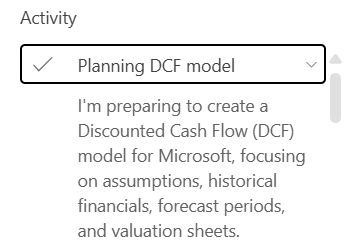 Activity
Planning DCF model
I'm preparing to create a
Discounted Cash Flow (DCF)
model for Microsoft, focusing
on assumptions, historical
financials, forecast periods,
and valuation sheets.